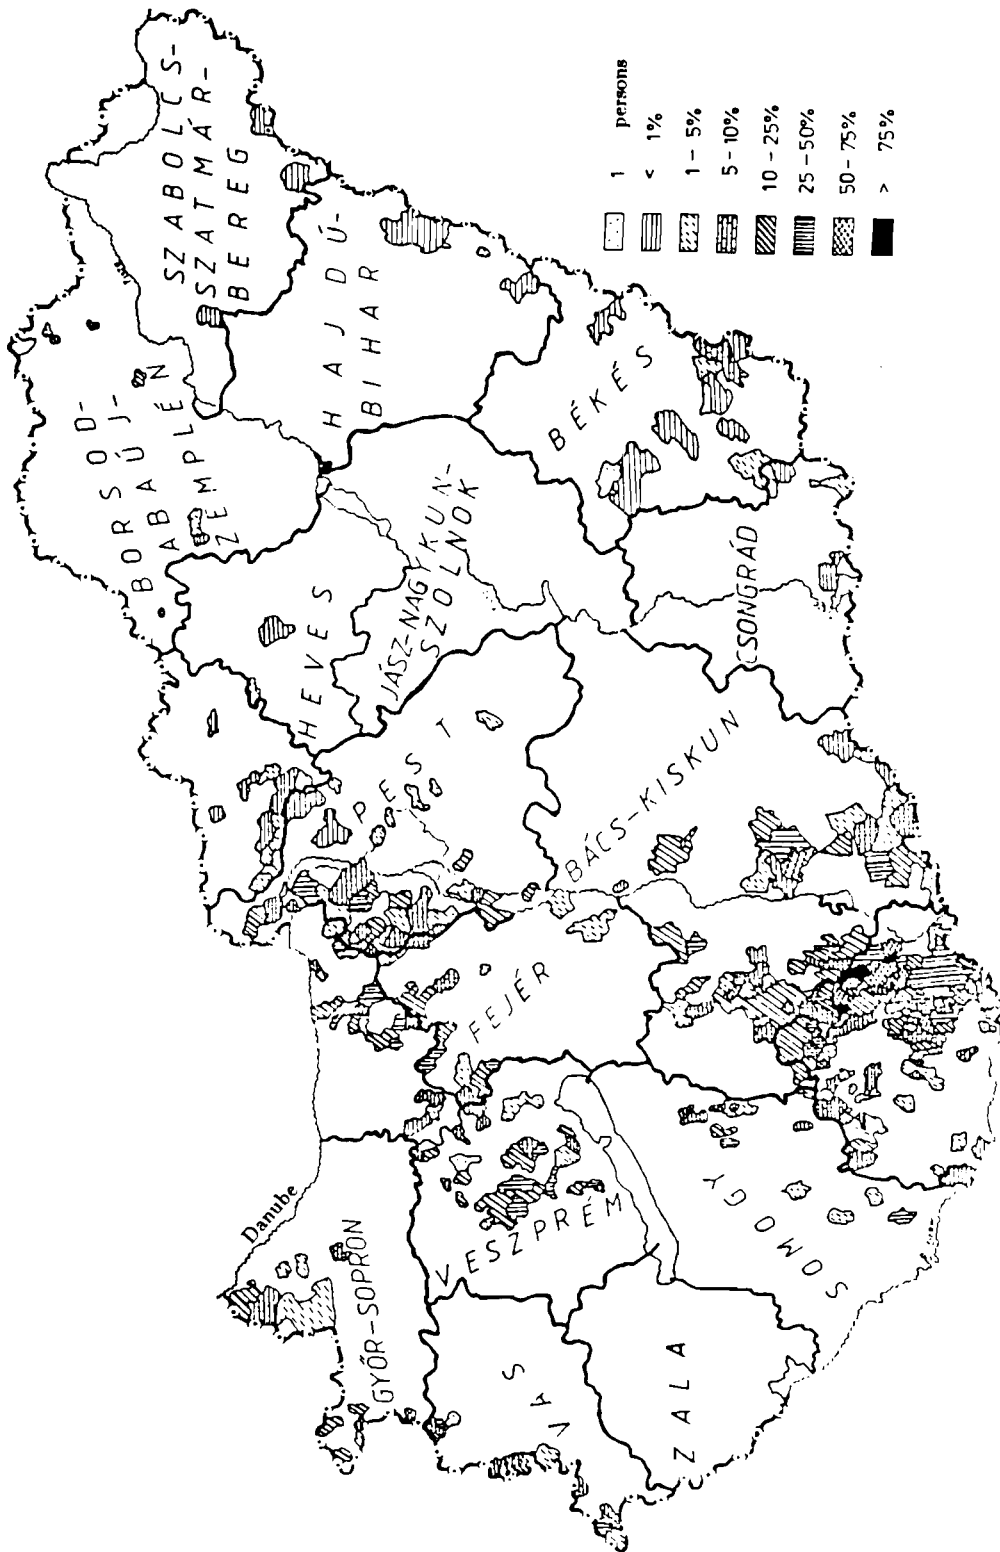 SZABOLCS-
SZATMÁR-
BEREG
BORSOD-
ABAÚJ-
ZEMPLÉN
HAJDÚ-
BIHAR
HEVES
JÁSZ-NAGYKUN-
SZOLNOK
BÉKÉS
CSONGRÁD
PEST
BÁCS-KISKUN
FEJÉR
Danube
GYŐR-SOPRON
VESZPRÉM
SOMOGY
VAS
ZALA
1 persons
< 1%
1-5%
5-10%
10-25%
25-50%
50-75%
> 75%